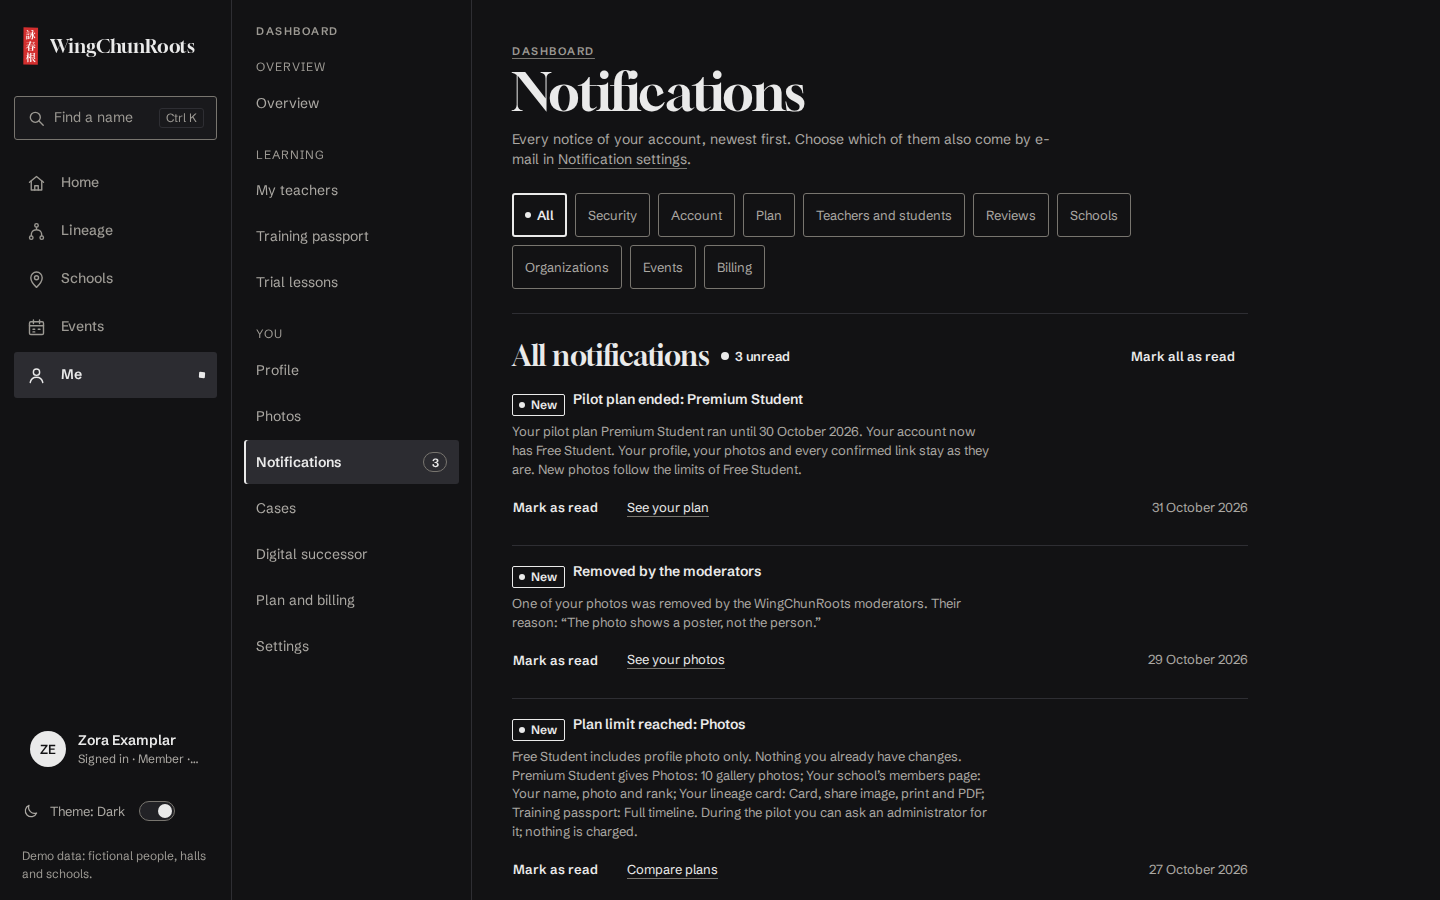 詠春根
WingChunRoots
Find a name
Ctrl K
Home
Lineage
Schools
Events
Me
ZE
Zora Examplar
Signed in · Member ·...
Theme: Dark
Demo data: fictional people, halls
and schools.
DASHBOARD
OVERVIEW
Overview
LEARNING
My teachers
Training passport
Trial lessons
YOU
Profile
Photos
Notifications 3
Cases
Digital successor
Plan and billing
Settings
DASHBOARD
Notifications
Every notice of your account, newest first. Choose which of them also come by e-
mail in Notification settings.
All Security Account Plan Teachers and students Reviews Schools
Organizations Events Billing
All notifications 3 unread Mark all as read
New Pilot plan ended: Premium Student
Your pilot plan Premium Student ran until 30 October 2026. Your account now
has Free Student. Your profile, your photos and every confirmed link stay as they
are. New photos follow the limits of Free Student.
Mark as read See your plan 31 October 2026
New Removed by the moderators
One of your photos was removed by the WingChunRoots moderators. Their
reason: “The photo shows a poster, not the person.”
Mark as read See your photos 29 October 2026
New Plan limit reached: Photos
Free Student includes profile photo only. Nothing you already have changes.
Premium Student gives Photos: 10 gallery photos; Your school’s members page:
Your name, photo and rank; Your lineage card: Card, share image, print and PDF;
Training passport: Full timeline. During the pilot you can ask an administrator for
it; nothing is charged.
Mark as read Compare plans 27 October 2026